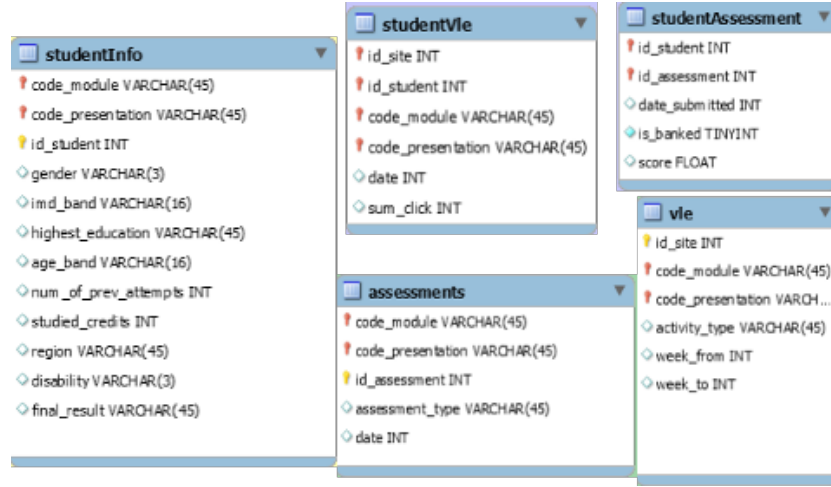 studentInfo
code_module VARCHAR(45)
code_presentation VARCHAR(45)
id_student INT
gender VARCHAR(3)
imd_band VARCHAR(16)
highest_education VARCHAR(45)
age_band VARCHAR(16)
num_of_prev_attempts INT
studied_credits INT
region VARCHAR(45)
disability VARCHAR(3)
final_result VARCHAR(45)
studentVle
id_site INT
id_student INT
code_module VARCHAR(45)
code_presentation VARCHAR(45)
date INT
sum_click INT
studentAssessment
id_student INT
id_assessment INT
date_submitted INT
is_banked TINYINT
score FLOAT
assessments
code_module VARCHAR(45)
code_presentation VARCHAR(45)
id_assessment INT
assessment_type VARCHAR(45)
date INT
vle
id_site INT
code_module VARCHAR(45)
code_presentation VARCH...
activity_type VARCHAR(45)
week_from INT
week_to INT